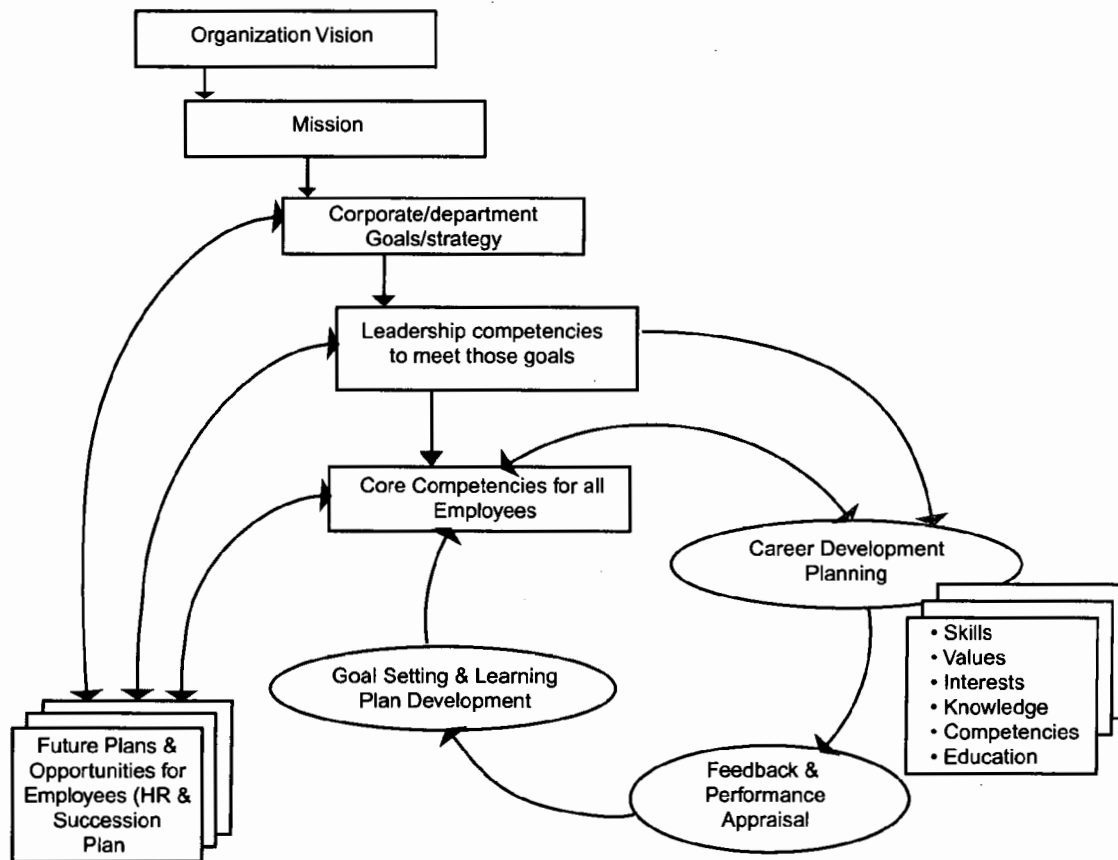 Organization Vision
Mission
Corporate/department
Goals/strategy
Leadership competencies
to meet those goals
Core Competencies for all
Employees
Career Development
Planning
• Skills
• Values
• Interests
• Knowledge
• Competencies
• Education
Goal Setting & Learning
Plan Development
Feedback &
Performance
Appraisal
Future Plans &
Opportunities for
Employees (HR &
Succession
Plan